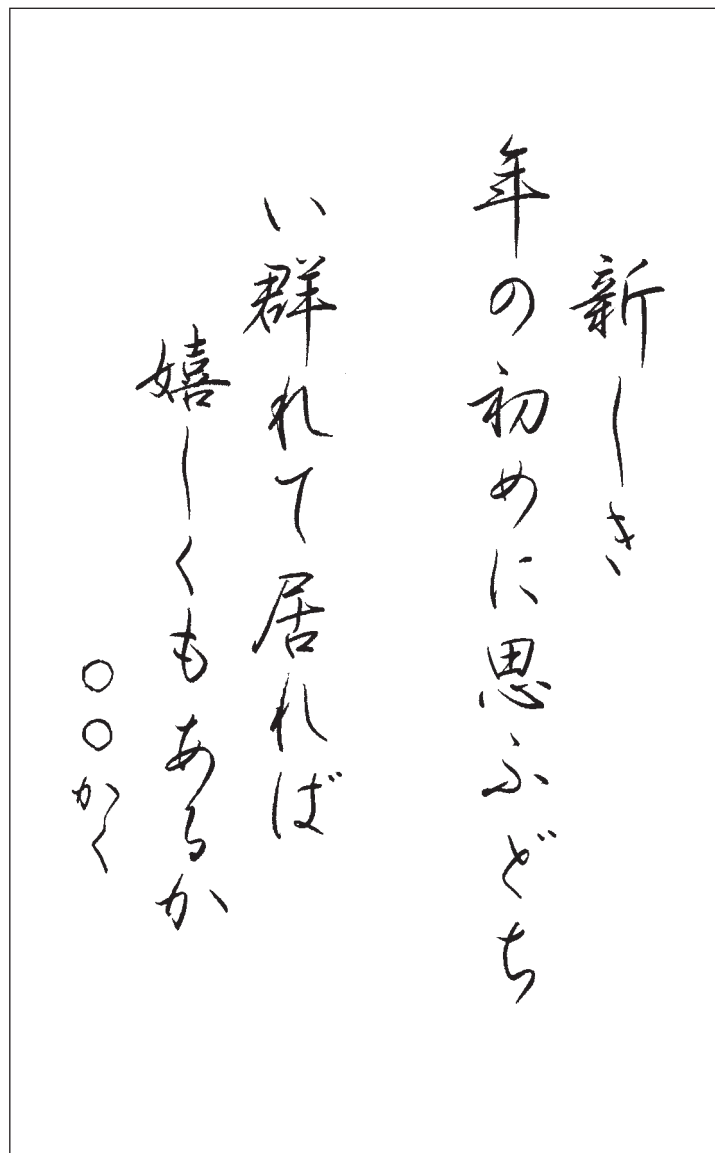 新しき
年の初めに思ふどち
い群れて居れば
嬉しくもあるか
○○かく